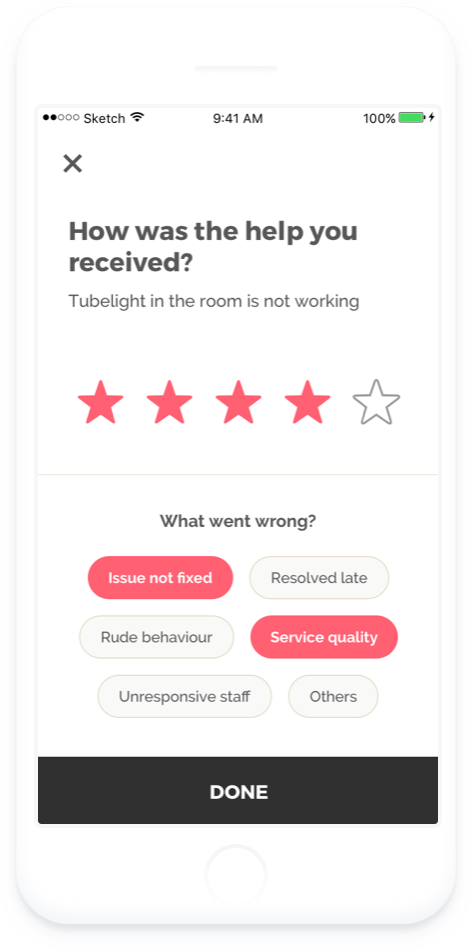 Sketch 9:41 AM 100%
How was the help you
received?
Tubelight in the room is not working
What went wrong?
Issue not fixed Resolved late
Rude behaviour Service quality
Unresponsive staff Others
DONE